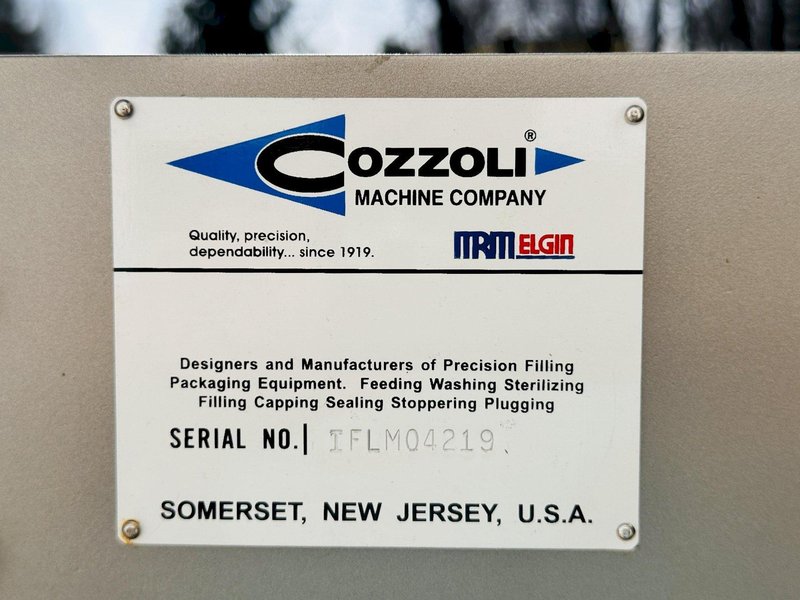 COZZOLI®
MACHINE COMPANY
Quality, precision,
dependability... since 1919.
MRM ELGIN
Designers and Manufacturers of Precision Filling
Packaging Equipment. Feeding Washing Sterilizing
Filling Capping Sealing Stoppering Plugging
SERIAL NO. IFLM04219
SOMERSET, NEW JERSEY, U.S.A.